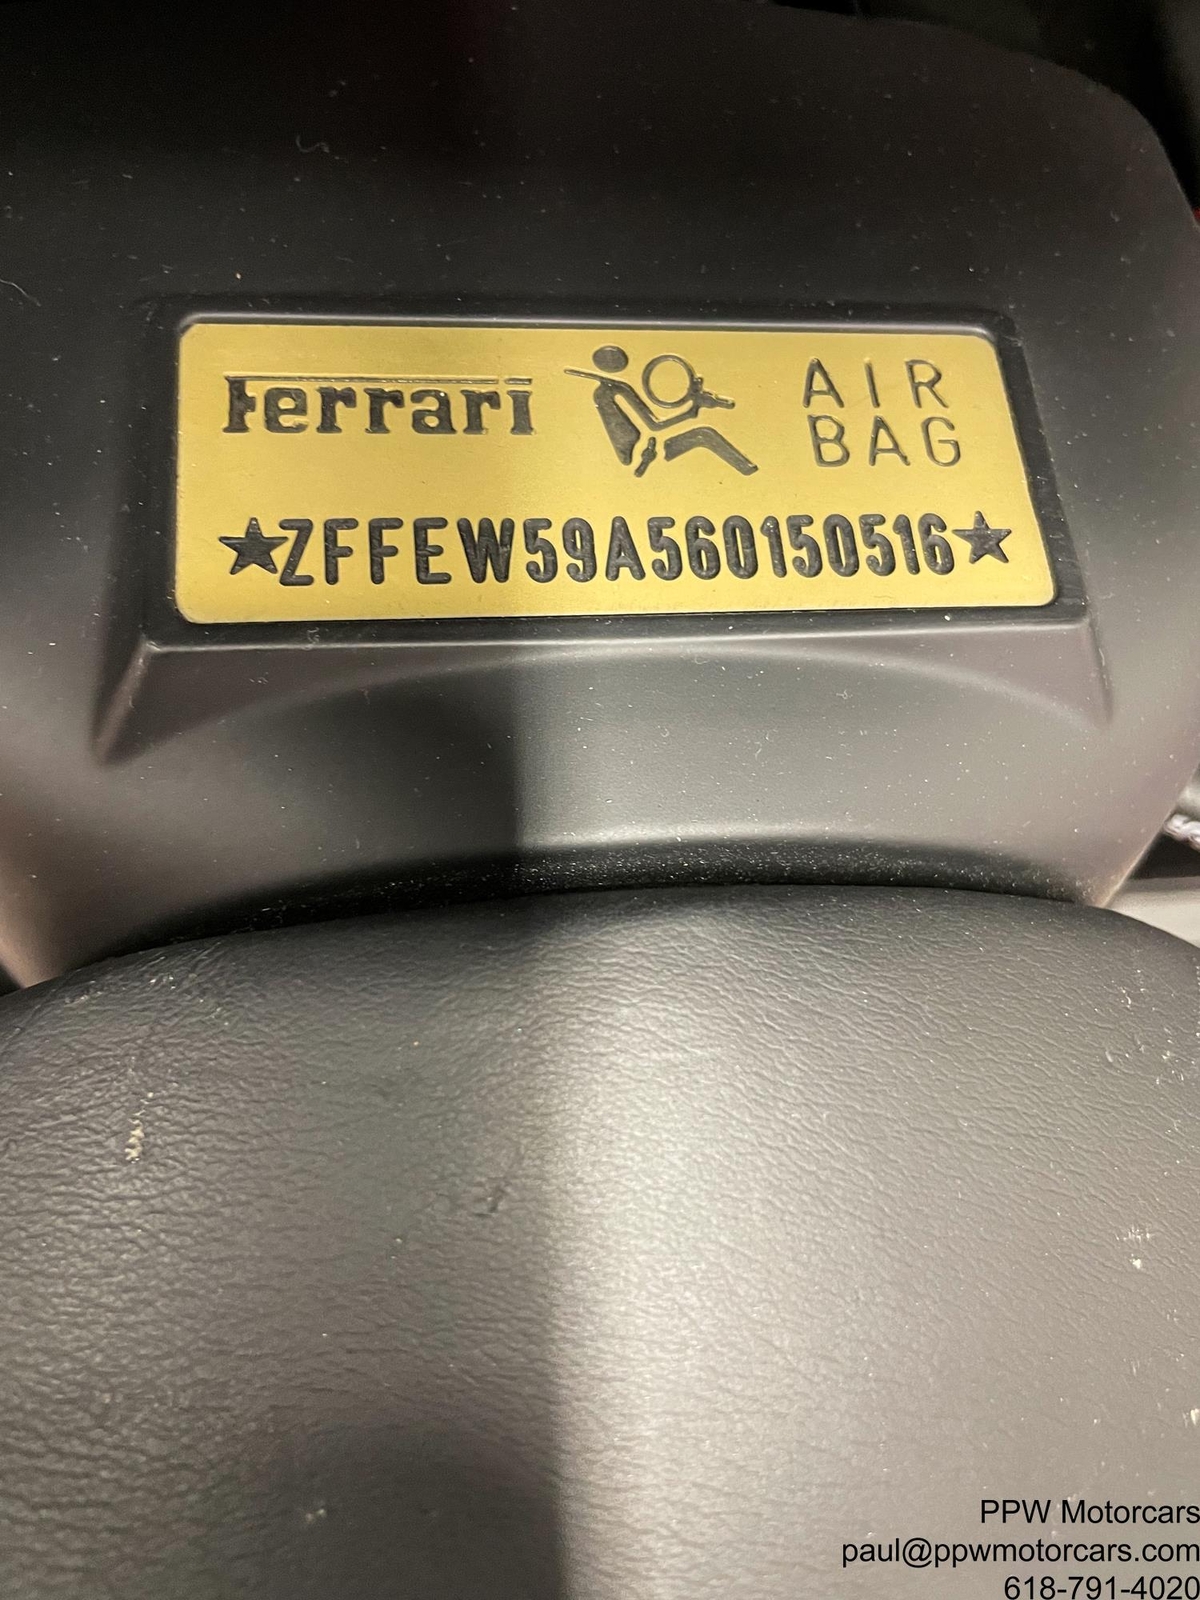 Ferrari
AIR
BAG
★ZFFEW59A560150516★
PPW Motorcars
paul@ppwmotorcars.com
618-791-4020